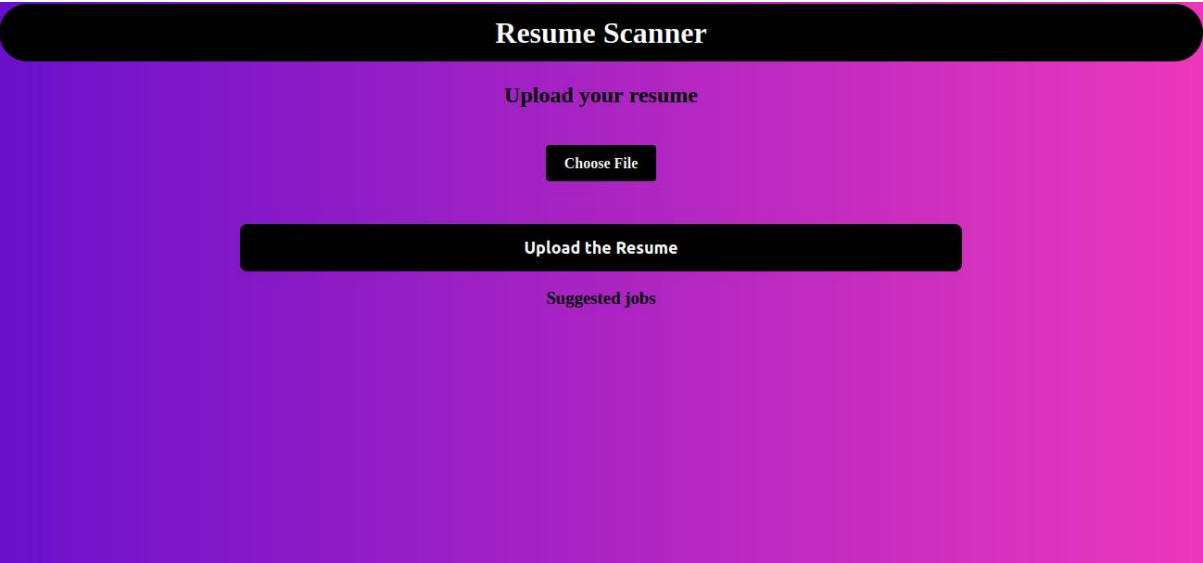 Resume Scanner
Upload your resume
Choose File
Upload the Resume
Suggested jobs